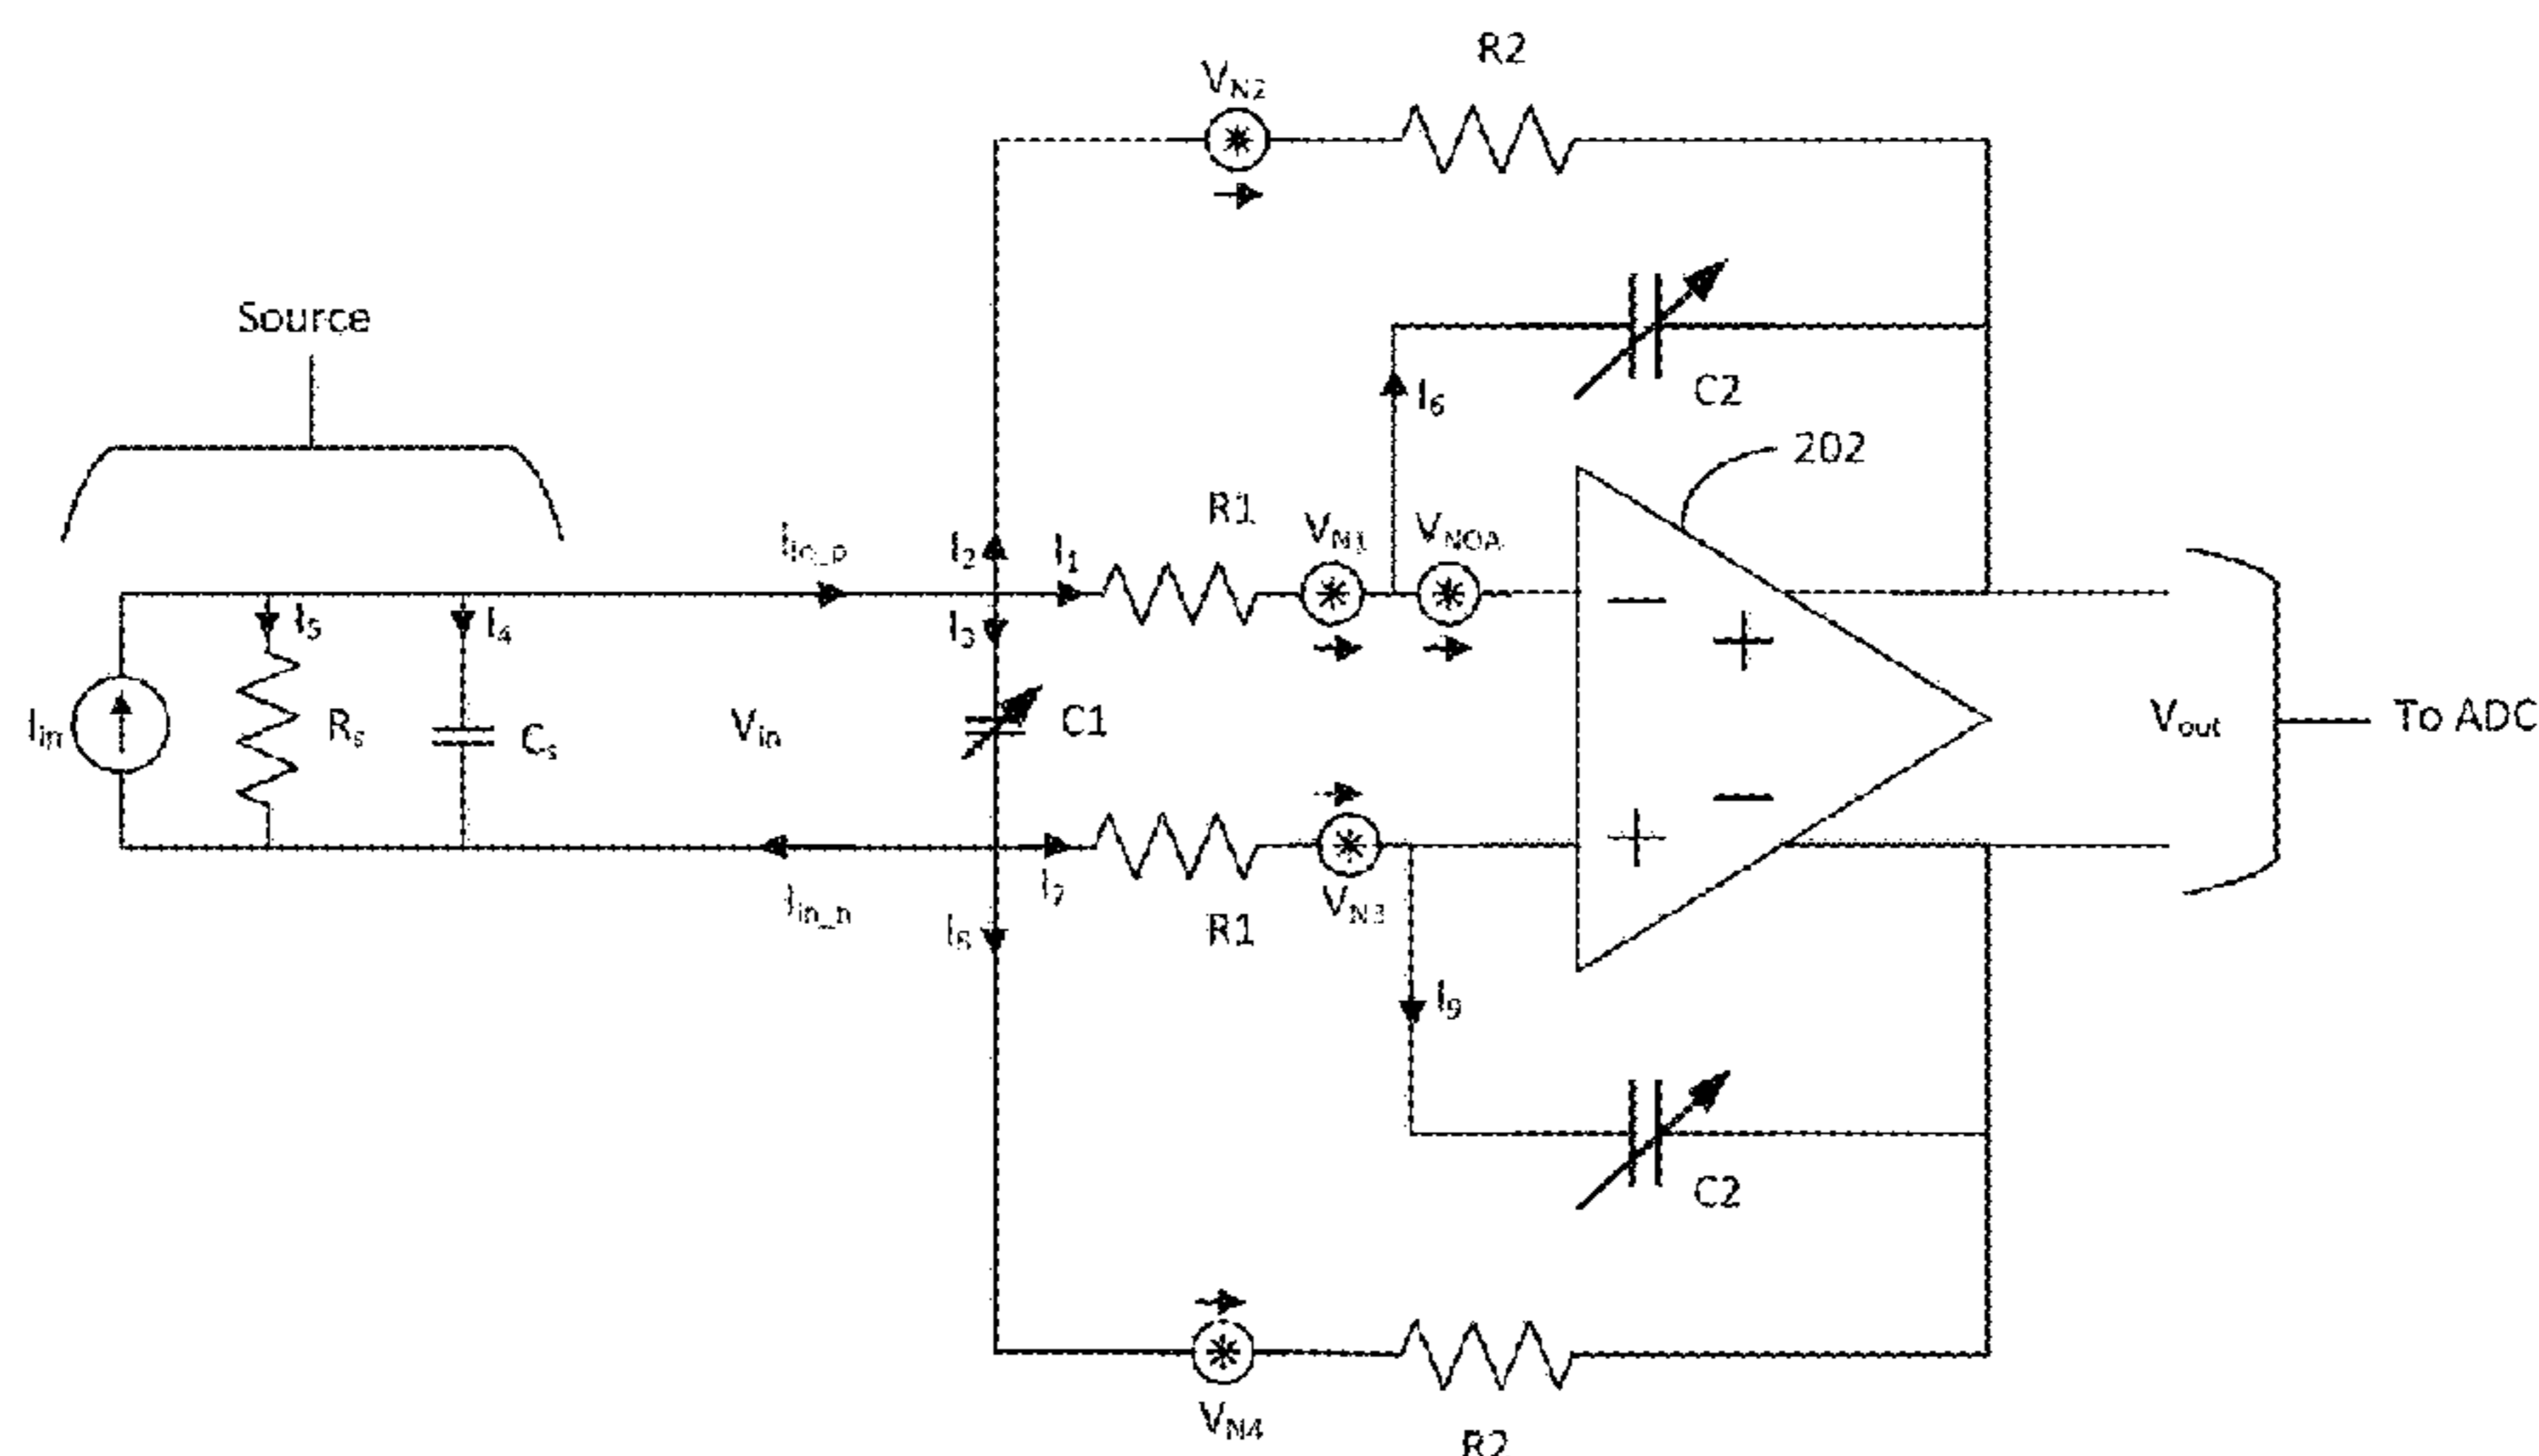 R2
V_N2
Source
C2
I_6
202
R1
V_N1
V_NOA
I_in_p
I_2
I_1
I_5
I_4
I_3
−
+
I_in
R_s
C_s
V_in
C1
V_out
To ADC
−
+
I_7
I_in_n
R1
V_N3
I_8
I_9
C2
V_N4
R2